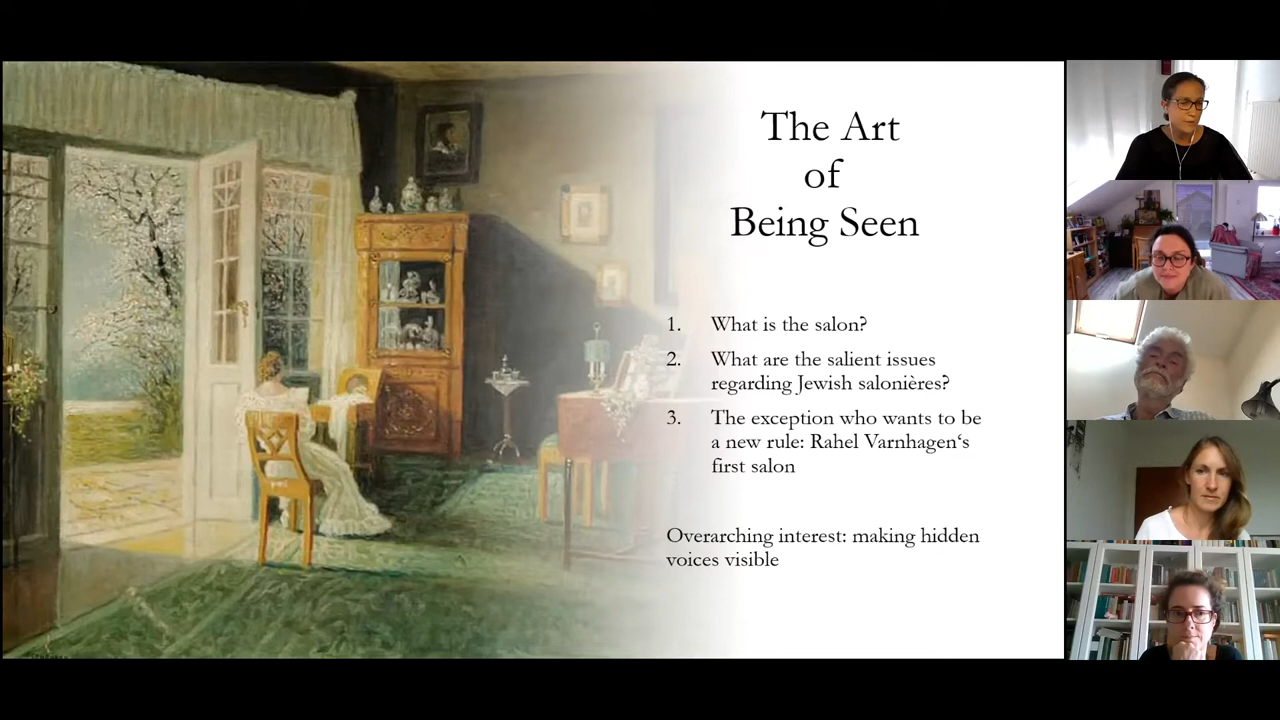 The Art
of
Being Seen
1. What is the salon?
2. What are the salient issues
regarding Jewish salonières?
3. The exception who wants to be
a new rule: Rahel Varnhagen‘s
first salon
Overarching interest: making hidden
voices visible